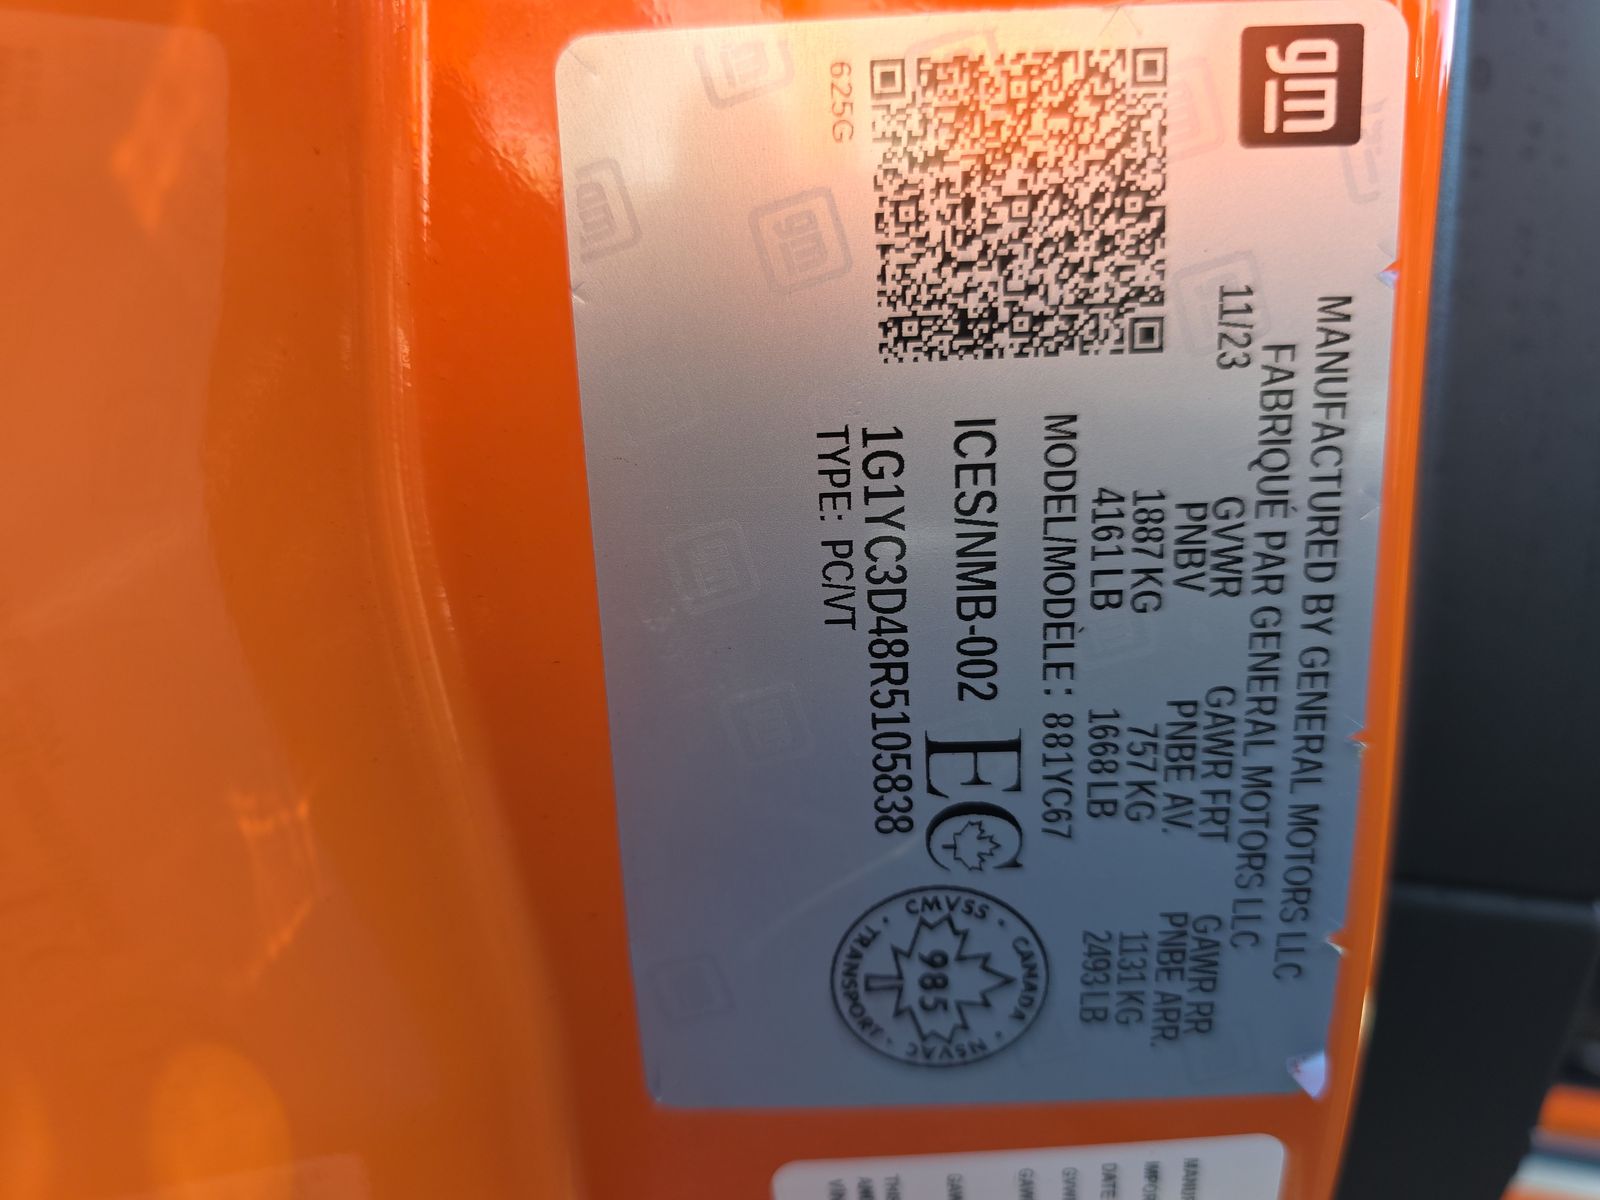 gm
MANUFACTURED BY GENERAL MOTORS LLC
FABRIQUÉ PAR GENERAL MOTORS LLC
11/23
GVWR GAWR FRT GAWR RR
PNBV PNBE AV. PNBE ARR.
1887 KG 757 KG 1131 KG
4161 LB 1668 LB 2493 LB
MODEL/MODÈLE: 881YC67
ICES/NMB-002
EC
CMVSS · CANADA · NSVAC · TRANSPORT ·
985
T
1G1YC3D48R5105838
TYPE: PC/VT
625G
DATE